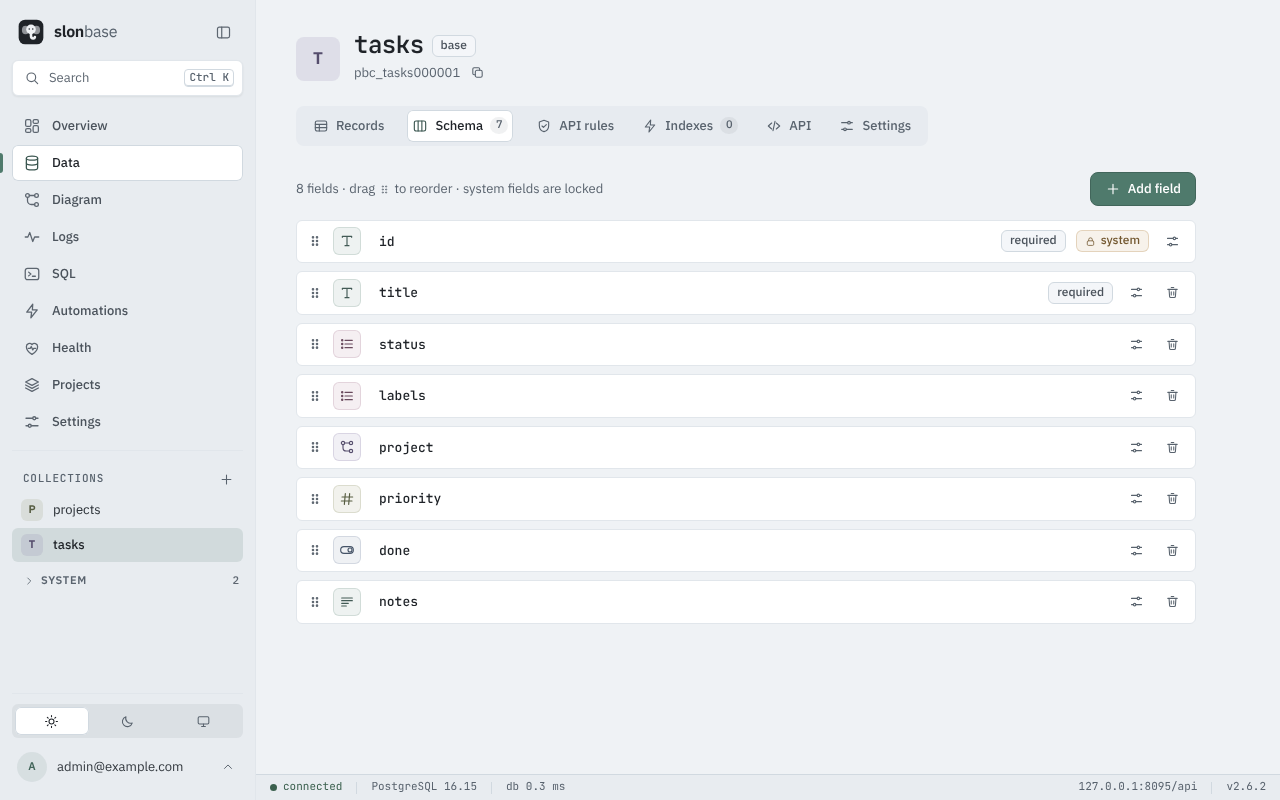 slonbase
Search Ctrl K
Overview
Data
Diagram
Logs
SQL
Automations
Health
Projects
Settings
COLLECTIONS
P projects
T tasks
SYSTEM 2
A admin@example.com
T tasks base
pbc_tasks000001
Records Schema 7 API rules Indexes 0 API Settings
8 fields · drag to reorder · system fields are locked
Add field
id required system
title required
status
labels
project
priority
done
notes
connected PostgreSQL 16.15 db 0.3 ms 127.0.0.1:8095/api v2.6.2